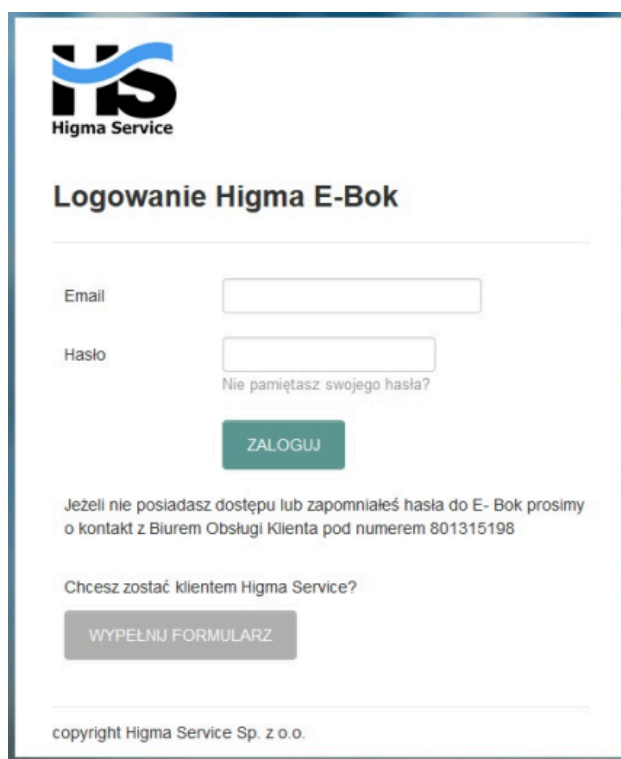 HS
Higma Service
Logowanie Higma E-Bok
Email
Hasło
Nie pamiętasz swojego hasła?
ZALOGUJ
Jeżeli nie posiadasz dostępu lub zapomniałeś hasła do E- Bok prosimy
o kontakt z Biurem Obsługi Klienta pod numerem 801315198
Chcesz zostać klientem Higma Service?
WYPEŁNIJ FORMULARZ
copyright Higma Service Sp. z o.o.